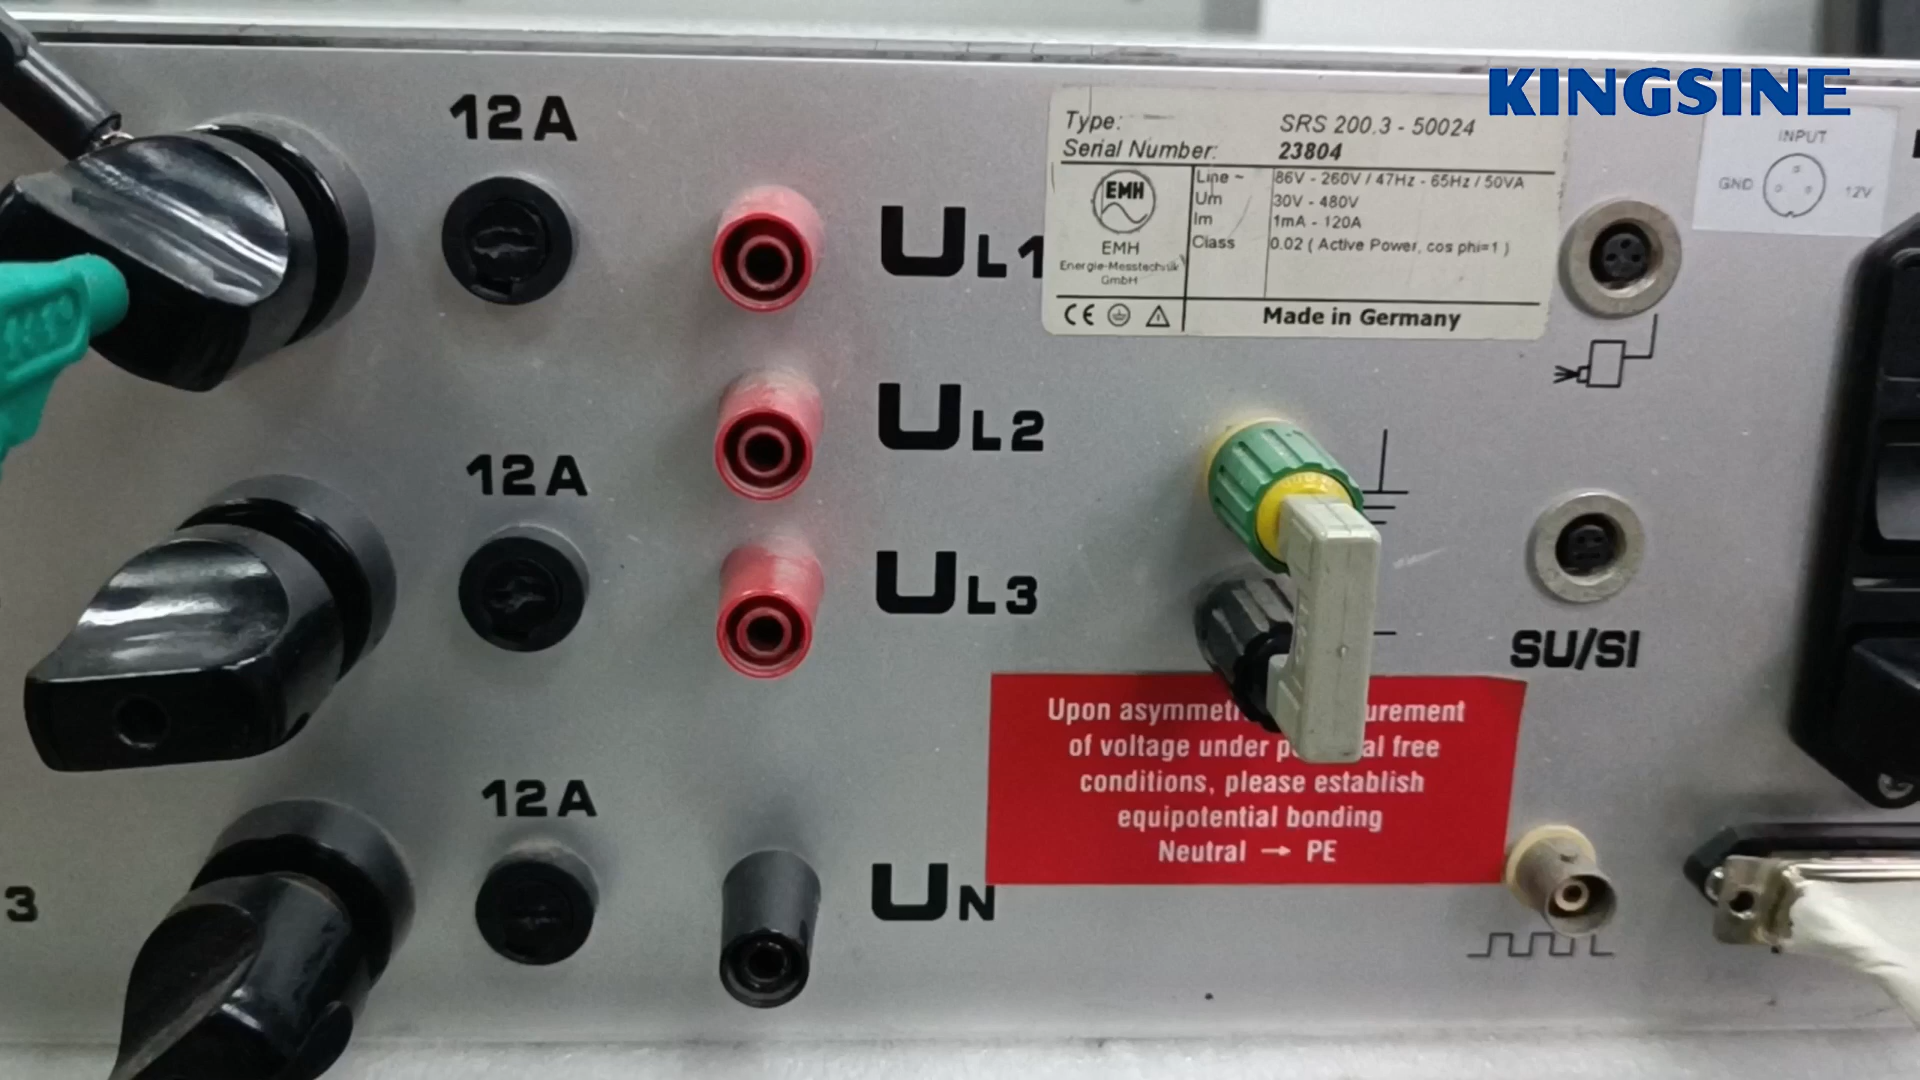 KINGSINE
12A
Type: SRS 200.3 - 50024
Serial Number: 23804
EMH
EMH
Energie-Messtechnik
GmbH
Line ~ 86V - 260V / 47Hz - 65Hz / 50VA
Um 30V - 480V
Im 1mA - 120A
Class 0.02 ( Active Power, cos phi=1 )
CE Made in Germany
INPUT
GND 12V
UL1
UL2
12A
UL3
SU/SI
Upon
of voltage under free
conditions, please establish
equipotential bonding
Neutral → PE
12A
3
UN